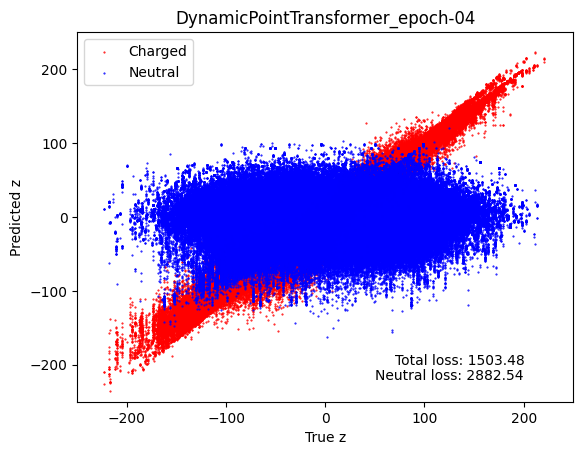 DynamicPointTransformer_epoch-04
Charged
Neutral
200
100
0
−100
−200
Predicted z
Total loss: 1503.48
Neutral loss: 2882.54
−200
−100
0
100
200
True z